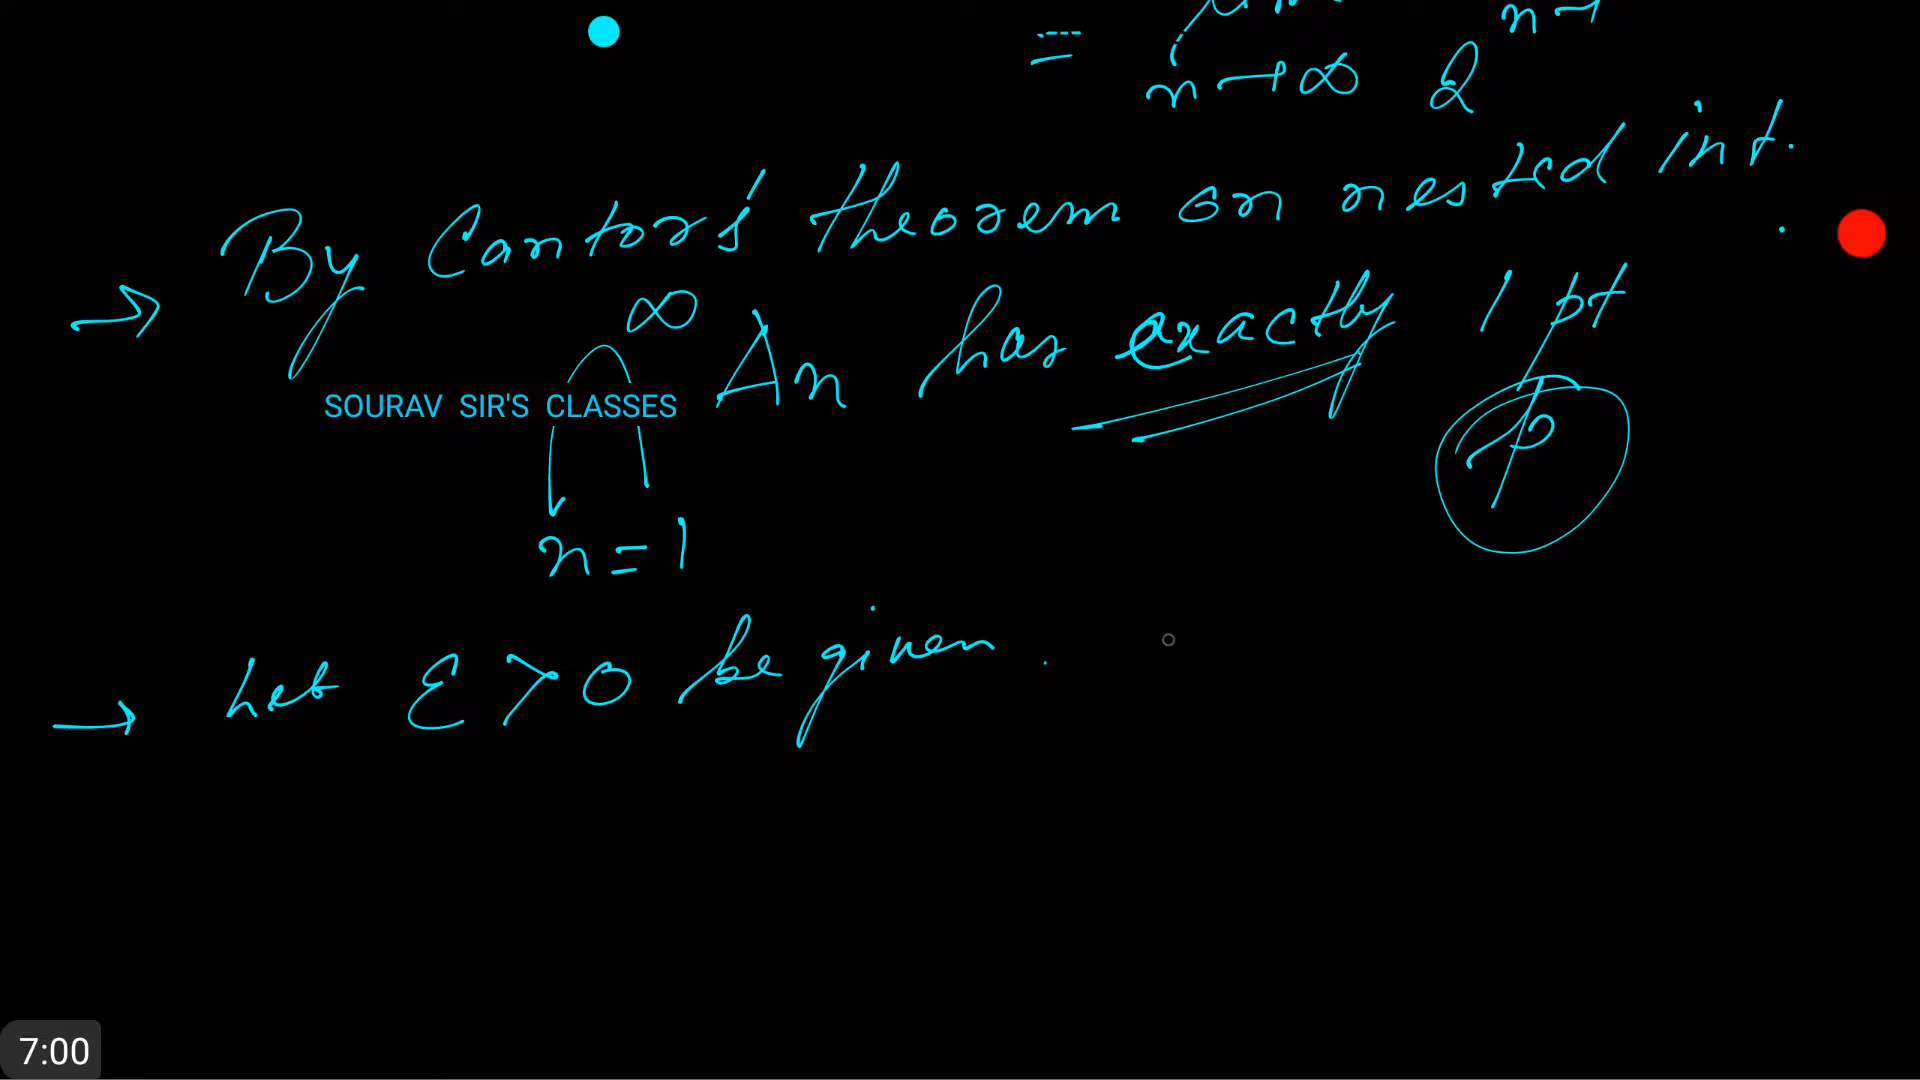 n-1
=
n→∞ 2
→ By Cantor's theorem on nested int.
∞
∩ An has exactly 1 pt
SOURAV SIR'S CLASSES
p
n=1
→ Let ε>0 be given.
7:00